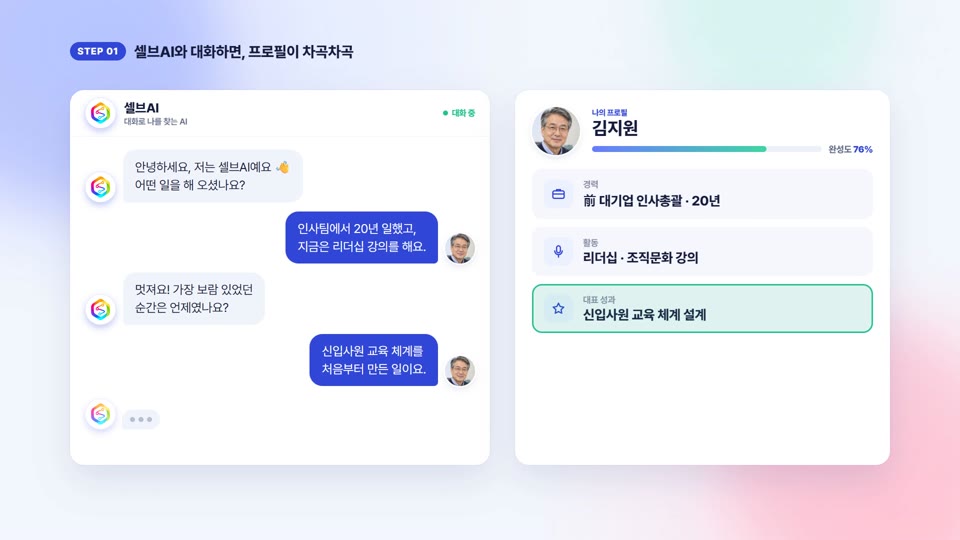 STEP 01 셀브AI와 대화하면, 프로필이 차곡차곡
셀브AI
대화로 나를 찾는 AI
대화 중
안녕하세요, 저는 셀브AI예요 👋
어떤 일을 해 오셨나요?
인사팀에서 20년 일했고,
지금은 리더십 강의를 해요.
멋져요! 가장 보람 있었던
순간은 언제였나요?
신입사원 교육 체계를
처음부터 만든 일이요.
나의 프로필
김지원
완성도 76%
경력
前 대기업 인사총괄 · 20년
활동
리더십 · 조직문화 강의
대표 성과
신입사원 교육 체계 설계